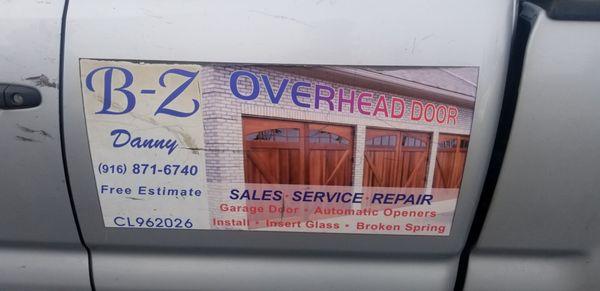 B-Z
Danny
(916) 871-6740
Free Estimate
CL962026
OVERHEAD DOOR
SALES · SERVICE · REPAIR
Garage Door · Automatic Openers
Install · Insert Glass · Broken Spring